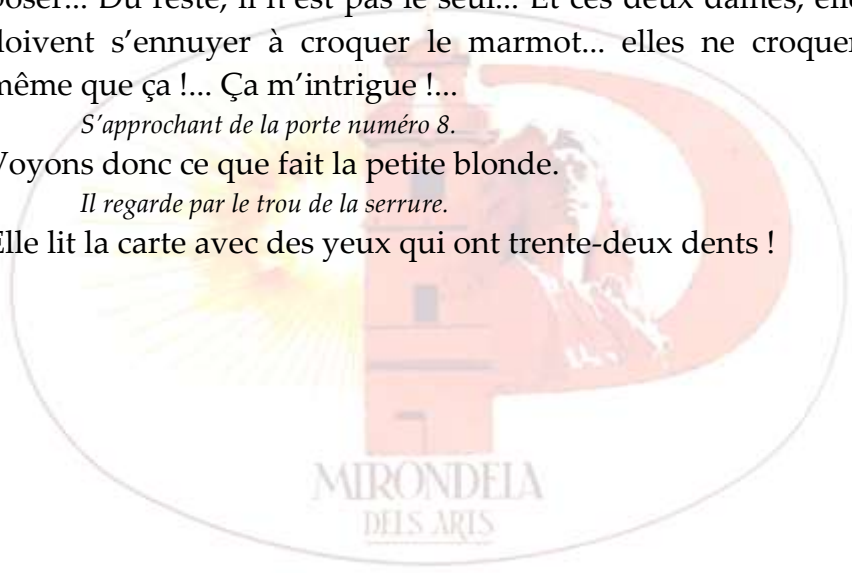 poser... Du reste, il n'est pas le seul... Et ces deux dames, elle
doivent s'ennuyer à croquer le marmot... elles ne croquen
même que ça !... Ça m'intrigue !...
S'approchant de la porte numéro 8.
Voyons donc ce que fait la petite blonde.
Il regarde par le trou de la serrure.
Elle lit la carte avec des yeux qui ont trente-deux dents !
MIRONDELA
DELS ARTS